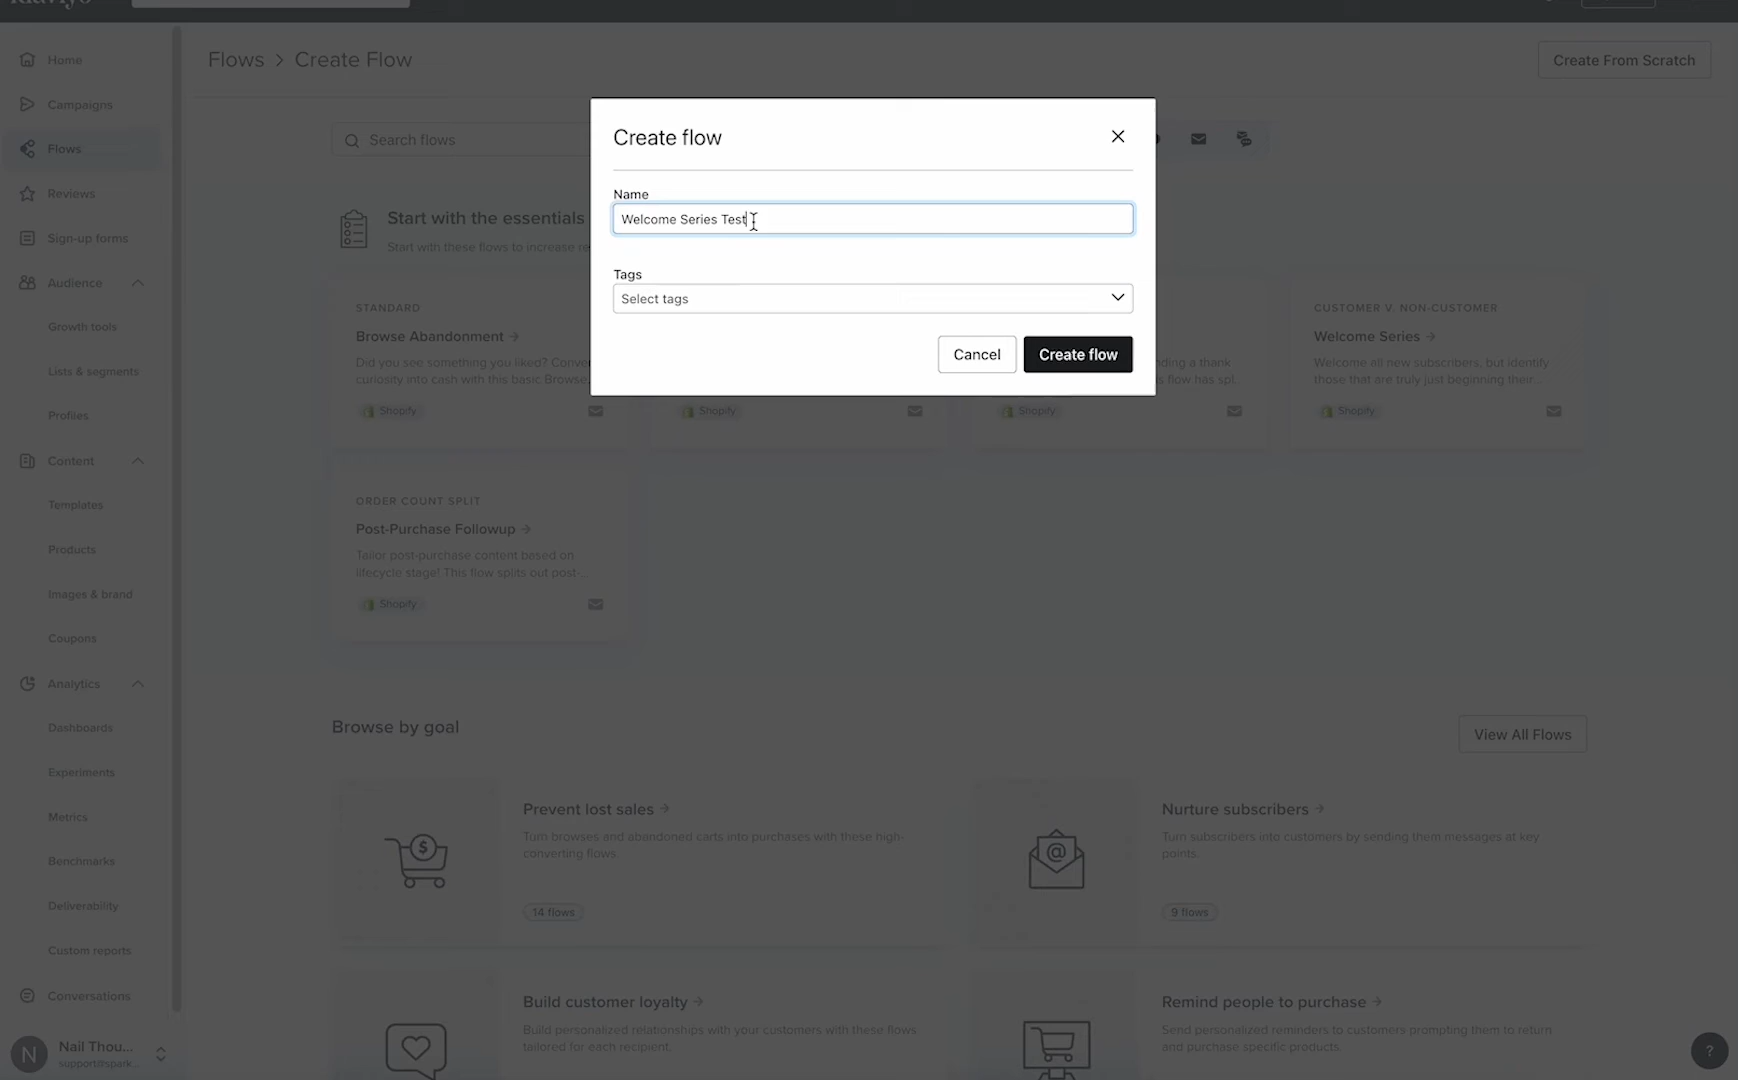 Flows > Create Flow
Create From Scratch
Home
Campaigns
Flows
Reviews
Sign-up forms
Audience
Growth tools
Lists & segments
Profiles
Content
Templates
Products
Images & brand
Coupons
Analytics
Dashboards
Experiments
Metrics
Benchmarks
Deliverability
Custom reports
Conversations
N
Nail Thou...
support@spark...
Search flows
Start with the essentials
Start with these flows to increase re
Create flow
Name
Welcome Series Test
Tags
Select tags
Cancel
Create flow
STANDARD
Browse Abandonment →
Did you see something you liked? Conver
curiosity into cash with this basic Browse.
Shopify
Shopify
nding a thank
s flow has spl.
Shopify
CUSTOMER V. NON-CUSTOMER
Welcome Series →
Welcome all new subscribers, but identify
those that are truly just beginning their...
Shopify
ORDER COUNT SPLIT
Post-Purchase Followup →
Tailor post-purchase content based on
lifecycle stage! This flow splits out post-...
Shopify
Browse by goal
View All Flows
Prevent lost sales →
Turn browses and abandoned carts into purchases with these high-
converting flows.
14 flows
Nurture subscribers →
Turn subscribers into customers by sending them messages at key
points.
9 flows
Build customer loyalty →
Build personalized relationships with your customers with these flows
tailored for each recipient.
Remind people to purchase →
Send personalized reminders to customers prompting them to return
and purchase specific products.
?